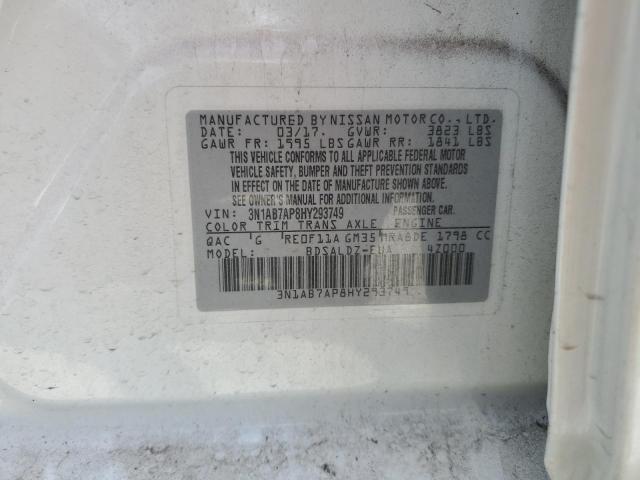 MANUFACTURED BY NISSAN MOTOR CO., LTD.
DATE: 03/17. GVWR: 3823 LBS
GAWR FR: 1995 LBS GAWR RR: 1841 LBS
THIS VEHICLE CONFORMS TO ALL APPLICABLE FEDERAL MOTOR
VEHICLE SAFETY, BUMPER AND THEFT PREVENTION STANDARDS
IN EFFECT ON THE DATE OF MANUFACTURE SHOWN ABOVE.
SEE OWNER'S MANUAL FOR ADDITIONAL INFORMATION
VIN: 3N1AB7AP8HY293749 PASSENGER CAR.
COLOR TRIM TRANS AXLE ENGINE
QAC G RE0F11A GM35 MRA8DE 1798 CC
MODEL: BDSALDZ-EUA 4Z000
3N1AB7AP8HY293749